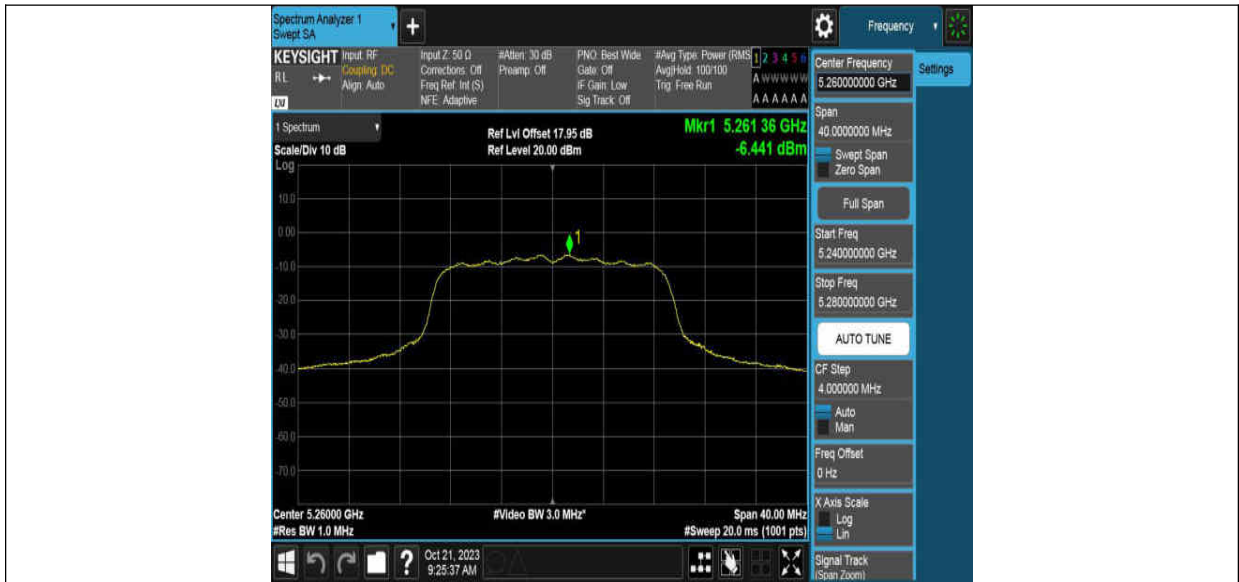 Spectrum Analyzer 1
Swept SA
+
Frequency
KEYSIGHT
RL
LXI
Input: RF
Coupling: DC
Align: Auto
Input Z: 50 Ω
Corrections: Off
Freq Ref: Int (S)
NFE: Adaptive
#Atten: 30 dB
Preamp: Off
PNO: Best Wide
Gate: Off
IF Gain: Low
Sig Track: Off
#Avg Type: Power (RMS
Avg|Hold: 100/100
Trig: Free Run
1 2 3 4 5 6
A W W W W W
A A A A A A
Center Frequency
5.260000000 GHz
Settings
Span
40.0000000 MHz
Swept Span
Zero Span
Full Span
Start Freq
5.240000000 GHz
Stop Freq
5.280000000 GHz
AUTO TUNE
CF Step
4.000000 MHz
Auto
Man
Freq Offset
0 Hz
X Axis Scale
Log
Lin
Signal Track
(Span Zoom)
1 Spectrum
Scale/Div 10 dB
Log
Ref Lvl Offset 17.95 dB
Ref Level 20.00 dBm
Mkr1 5.261 36 GHz
-6.441 dBm
10.0
0.00
-10.0
-20.0
-30.0
-40.0
-50.0
-60.0
-70.0
1
Center 5.26000 GHz
#Res BW 1.0 MHz
#Video BW 3.0 MHz*
Span 40.00 MHz
#Sweep 20.0 ms (1001 pts)
?
Oct 21, 2023
9:25:37 AM